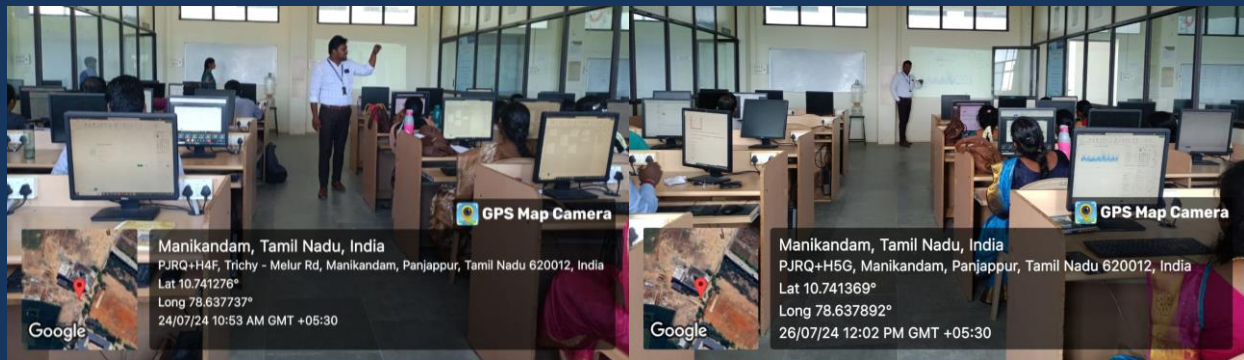 GPS Map Camera
Manikandam, Tamil Nadu, India
PJRQ+H4F, Trichy - Melur Rd, Manikandam, Panjappur, Tamil Nadu 620012, India
Lat 10.741276°
Long 78.637737°
24/07/24 10:53 AM GMT +05:30
Google
GPS Map Camera
Manikandam, Tamil Nadu, India
PJRQ+H5G, Manikandam, Panjappur, Tamil Nadu 620012, India
Lat 10.741369°
Long 78.637892°
26/07/24 12:02 PM GMT +05:30
Google